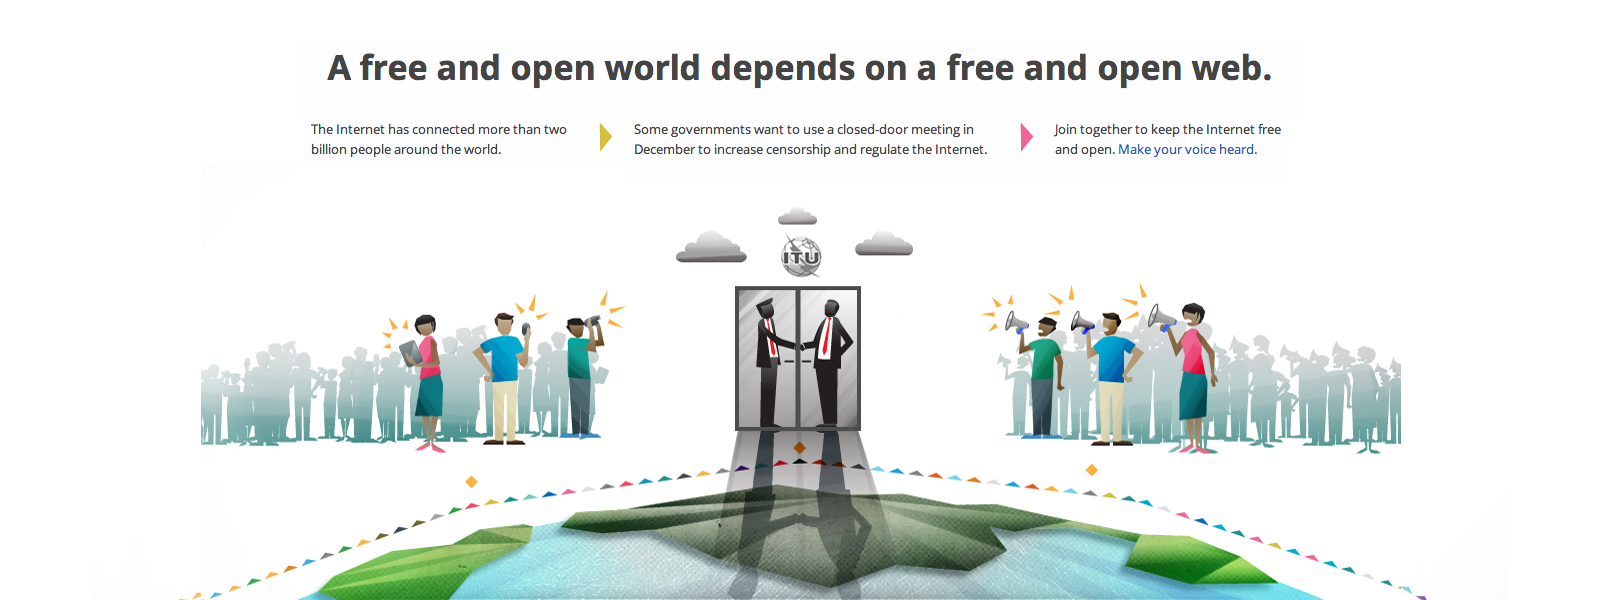 A free and open world depends on a free and open web.
The Internet has connected more than two
billion people around the world.
Some governments want to use a closed-door meeting in
December to increase censorship and regulate the Internet.
Join together to keep the Internet free
and open. Make your voice heard.
ITU